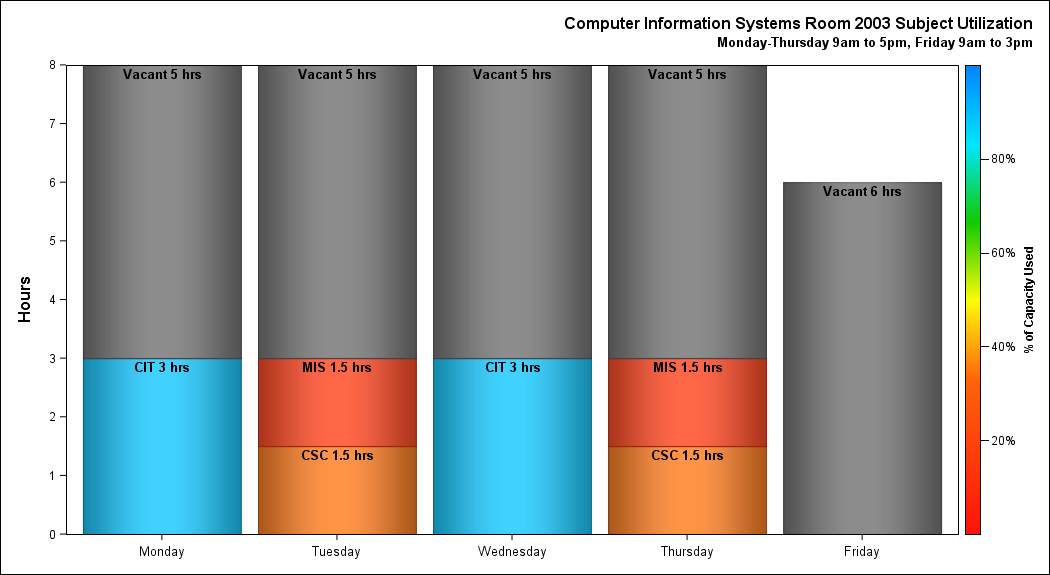 Computer Information Systems Room 2003 Subject Utilization
Monday-Thursday 9am to 5pm, Friday 9am to 3pm
Hours
8
7
6
5
4
3
2
1
0
Vacant 5 hrs
CIT 3 hrs
Vacant 5 hrs
MIS 1.5 hrs
CSC 1.5 hrs
Vacant 5 hrs
CIT 3 hrs
Vacant 5 hrs
MIS 1.5 hrs
CSC 1.5 hrs
Vacant 6 hrs
Monday
Tuesday
Wednesday
Thursday
Friday
80%
60%
40%
20%
% of Capacity Used